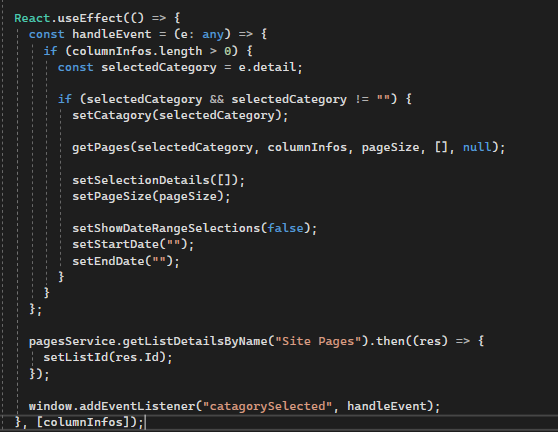 React.useEffect(() => {
const handleEvent = (e: any) => {
if (columnInfos.length > 0) {
const selectedCategory = e.detail;
if (selectedCategory && selectedCategory != "") {
setCatagory(selectedCategory);
getPages(selectedCategory, columnInfos, pageSize, [], null);
setSelectionDetails([]);
setPageSize(pageSize);
setShowDateRangeSelections(false);
setStartDate("");
setEndDate("");
}
}
};
pagesService.getListDetailsByName("Site Pages").then((res) => {
setListId(res.Id);
});
window.addEventListener("catagorySelected", handleEvent);
}, [columnInfos]);